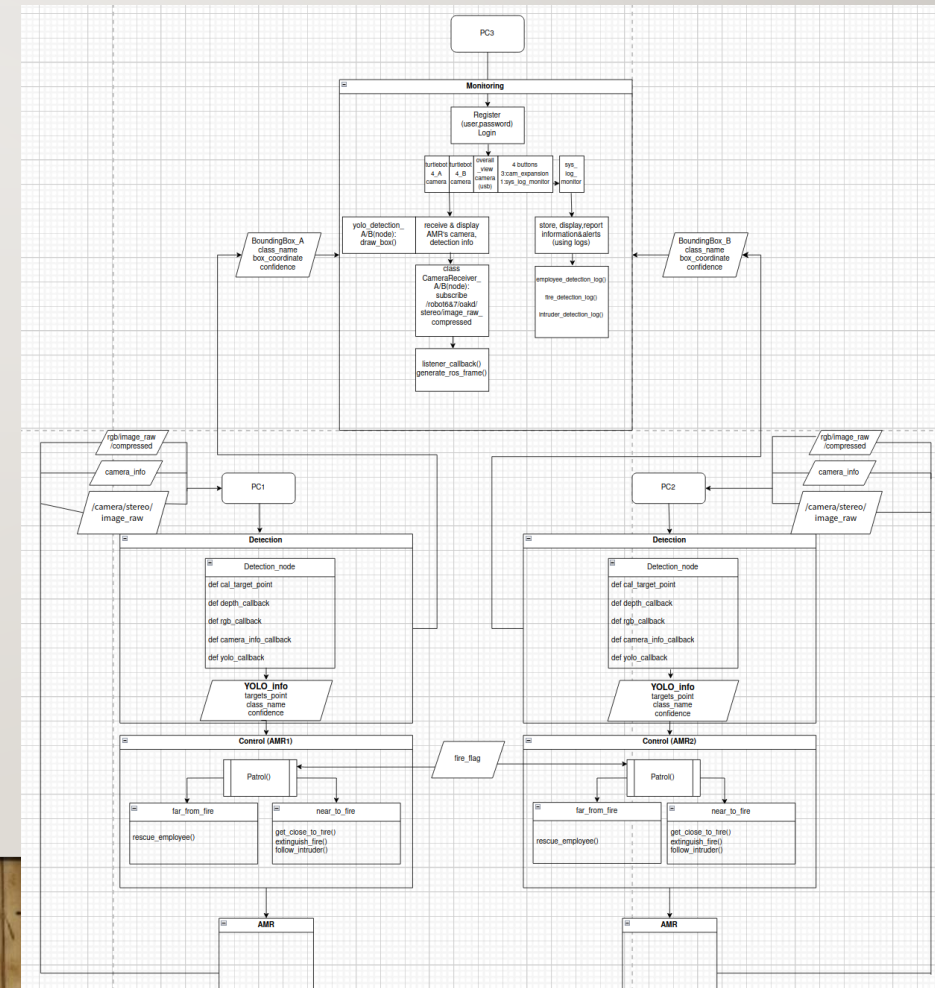 PC3
Monitoring
Register
(user,password)
Login
turtlebot
4_A
camera
turtlebot
4_B
camera
overall
_view
camera
(usb)
4 buttons
3:cam_expansion
1:sys_log_monitor
sys_
log_
monitor
yolo_detection_
A/B(node):
draw_box()
receive & display
AMR's camera,
detection info
store, display,report
information&alerts
(using logs)
BoundingBox_A
class_name
box_coordinate
confidence
BoundingBox_B
class_name
box_coordinate
confidence
class
CameraReceiver_
A/B(node):
subscribe
/robot6&7/oakd/
stereo/image_raw_
compressed
employee_detection_log()
fire_detection_log()
intruder_detection_log()
listener_callback()
generate_ros_frame()
rgb/image_raw
/compressed
camera_info
/camera/stereo/
image_raw
PC1
PC2
rgb/image_raw
/compressed
camera_info
/camera/stereo/
image_raw
Detection
Detection_node
def cal_target_point
def depth_callback
def rgb_callback
def camera_info_callback
def yolo_callback
YOLO_info
targets_point
class_name
confidence
Detection
Detection_node
def cal_target_point
def depth_callback
def rgb_callback
def camera_info_callback
def yolo_callback
YOLO_info
targets_point
class_name
confidence
Control (AMR1)
Patrol()
far_from_fire
rescue_employee()
near_to_fire
get_close_to_fire()
extinguish_fire()
follow_intruder()
fire_flag
Control (AMR2)
Patrol()
far_from_fire
rescue_employee()
near_to_fire
get_close_to_fire()
extinguish_fire()
follow_intruder()
AMR
AMR